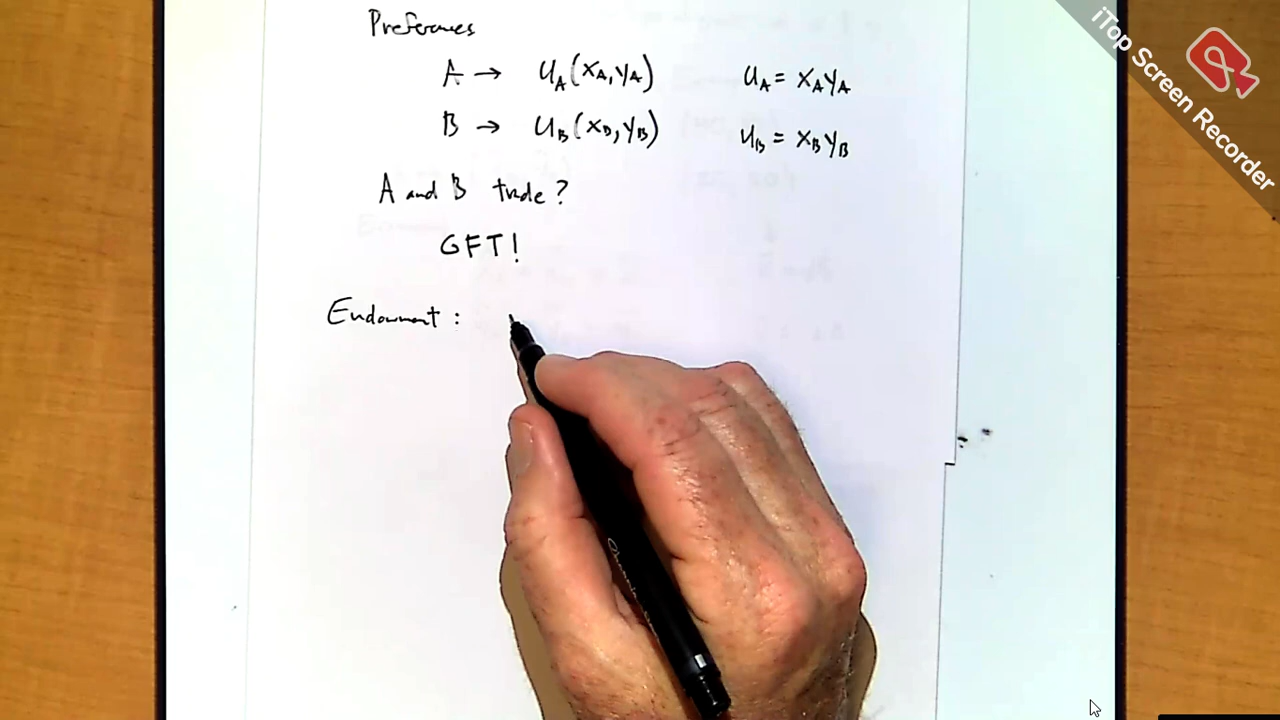 Preferences
A → U_A(x_A, y_A) U_A = x_A y_A
B → U_B(x_B, y_B) U_B = x_B y_B
A and B trade?
GFT!
Endowment :
iTop Screen Recorder